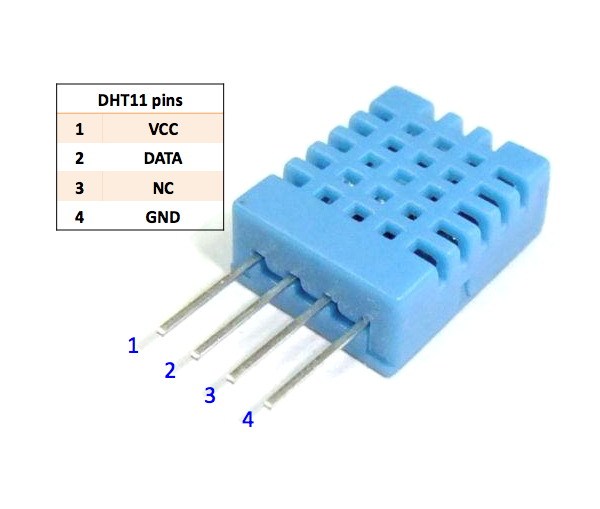 DHT11 pins
1 VCC
2 DATA
3 NC
4 GND
1
2
3
4